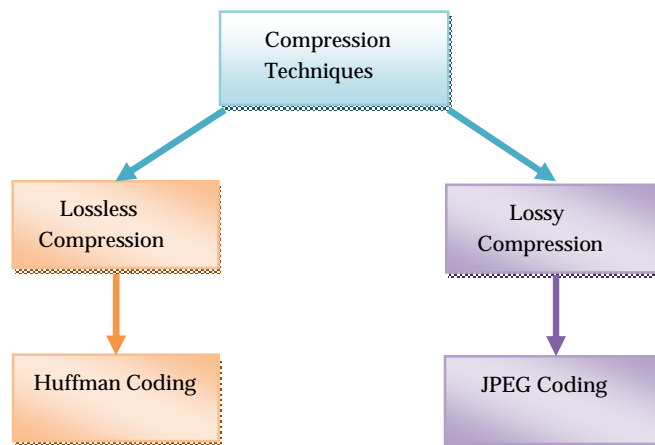 Compression
Techniques
Lossless
Compression
Lossy
Compression
Huffman Coding
JPEG Coding